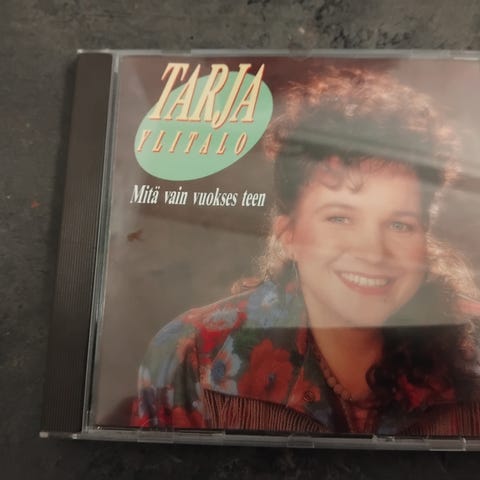 TARJA
YLITALO
Mitä vain vuokses teen